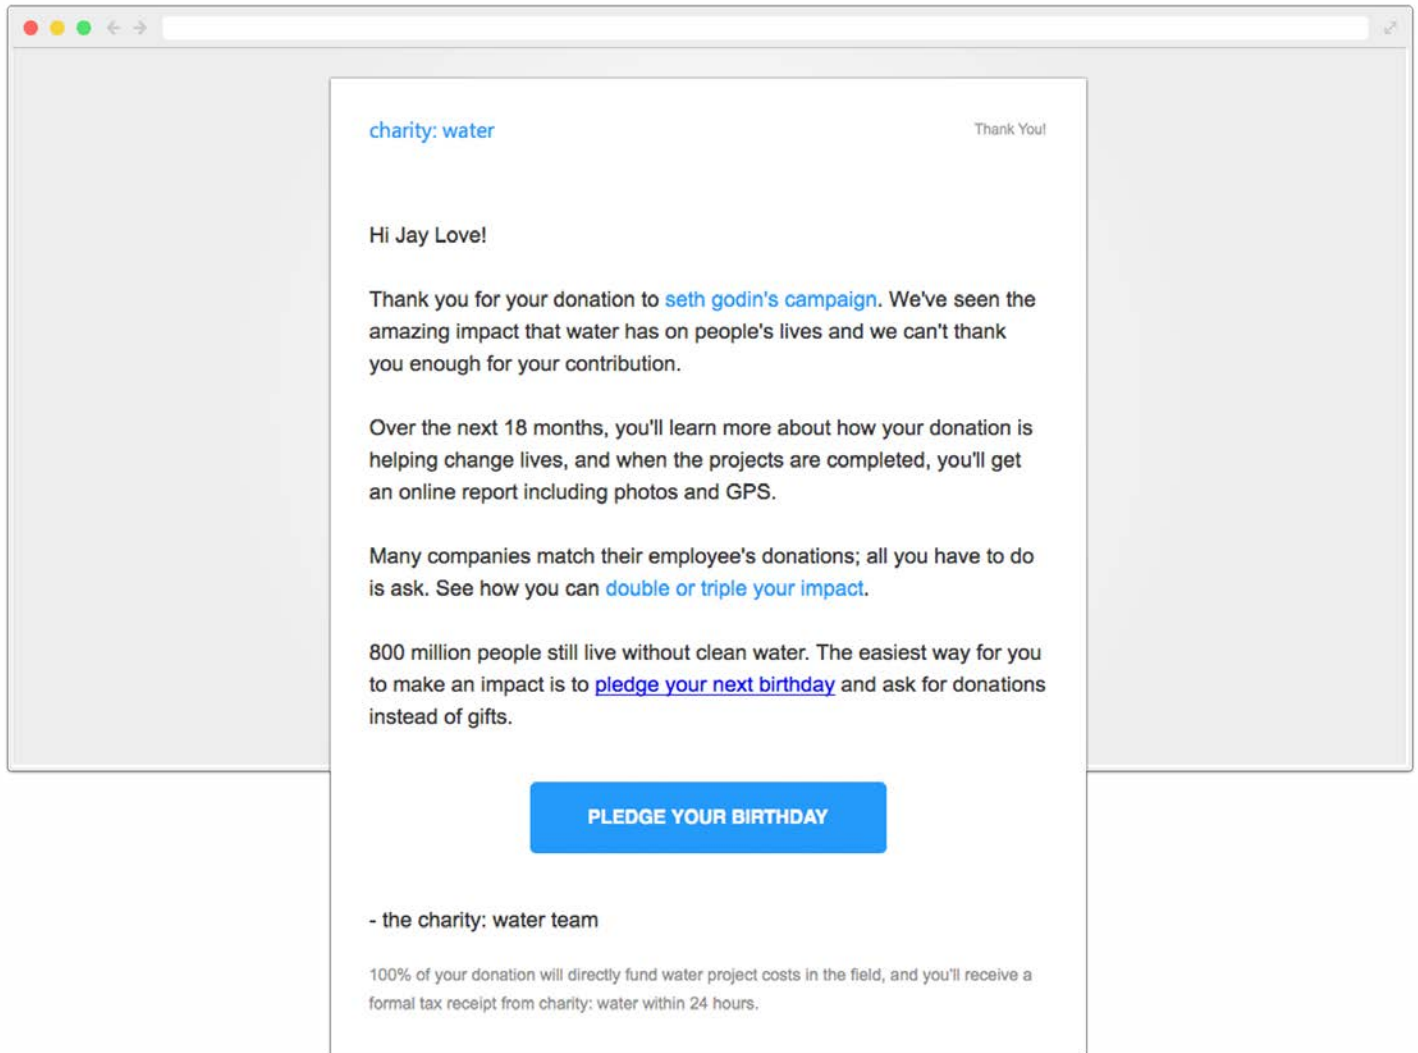 charity: water
Thank You!
Hi Jay Love!
Thank you for your donation to seth godin's campaign. We've seen the
amazing impact that water has on people's lives and we can't thank
you enough for your contribution.
Over the next 18 months, you'll learn more about how your donation is
helping change lives, and when the projects are completed, you'll get
an online report including photos and GPS.
Many companies match their employee's donations; all you have to do
is ask. See how you can double or triple your impact.
800 million people still live without clean water. The easiest way for you
to make an impact is to pledge your next birthday and ask for donations
instead of gifts.
PLEDGE YOUR BIRTHDAY
- the charity: water team
100% of your donation will directly fund water project costs in the field, and you'll receive a
formal tax receipt from charity: water within 24 hours.